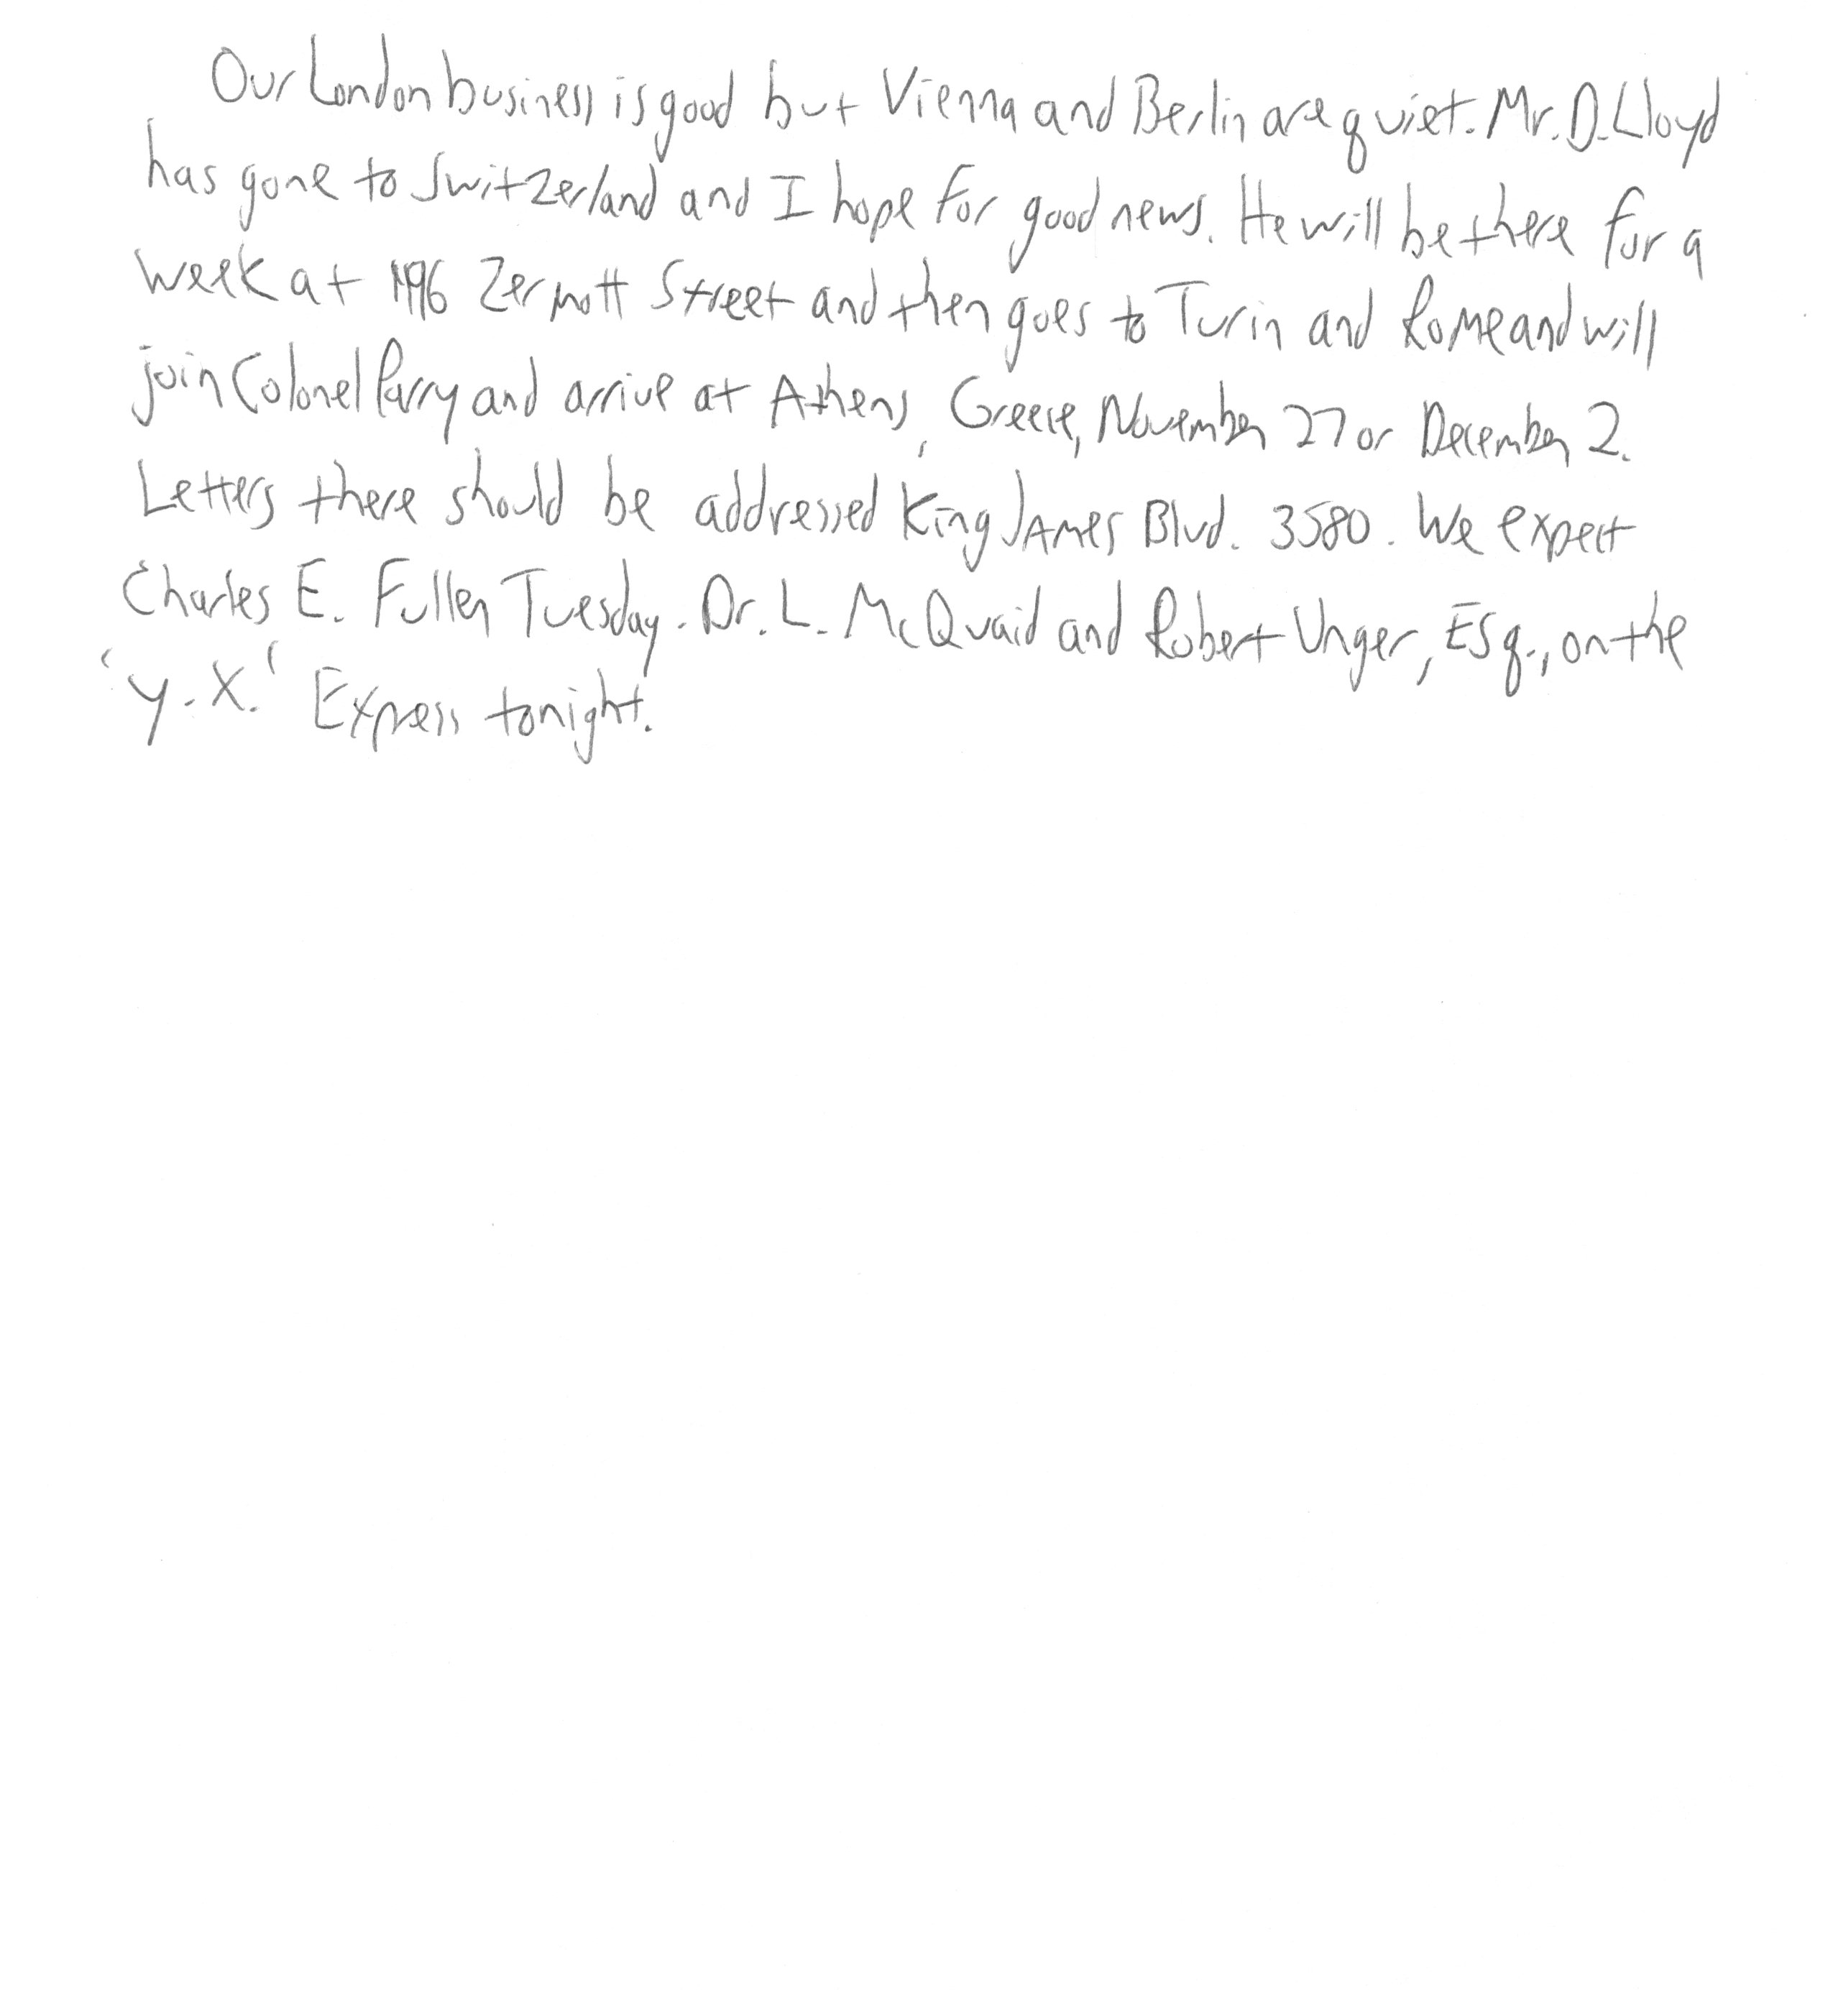 Our London business is good but Vienna and Berlin are quiet. Mr. D. Lloyd
has gone to Switzerland and I hope for good news. He will be there for a
week at 1496 Zermott Street and then goes to Turin and Rome and will
join Colonel Parry and arrive at Athens, Greece, November 27 or December 2.
Letters there should be addressed King James Blvd. 3580. We expect
Charles E. Fuller Tuesday. Dr. L. McQuaid and Robert Unger, Esq., on the
'Y.X.' Express tonight.